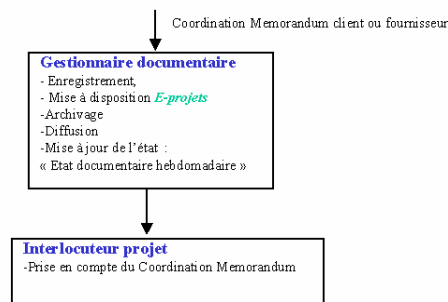 Coordination Memorandum client ou fournisseur
Gestionnaire documentaire
- Enregistrement,
- Mise à disposition E-projets
-Archivage
-Diffusion
-Mise à jour de l'état :
« Etat documentaire hebdomadaire »
Interlocuteur projet
-Prise en compte du Coordination Memorandum